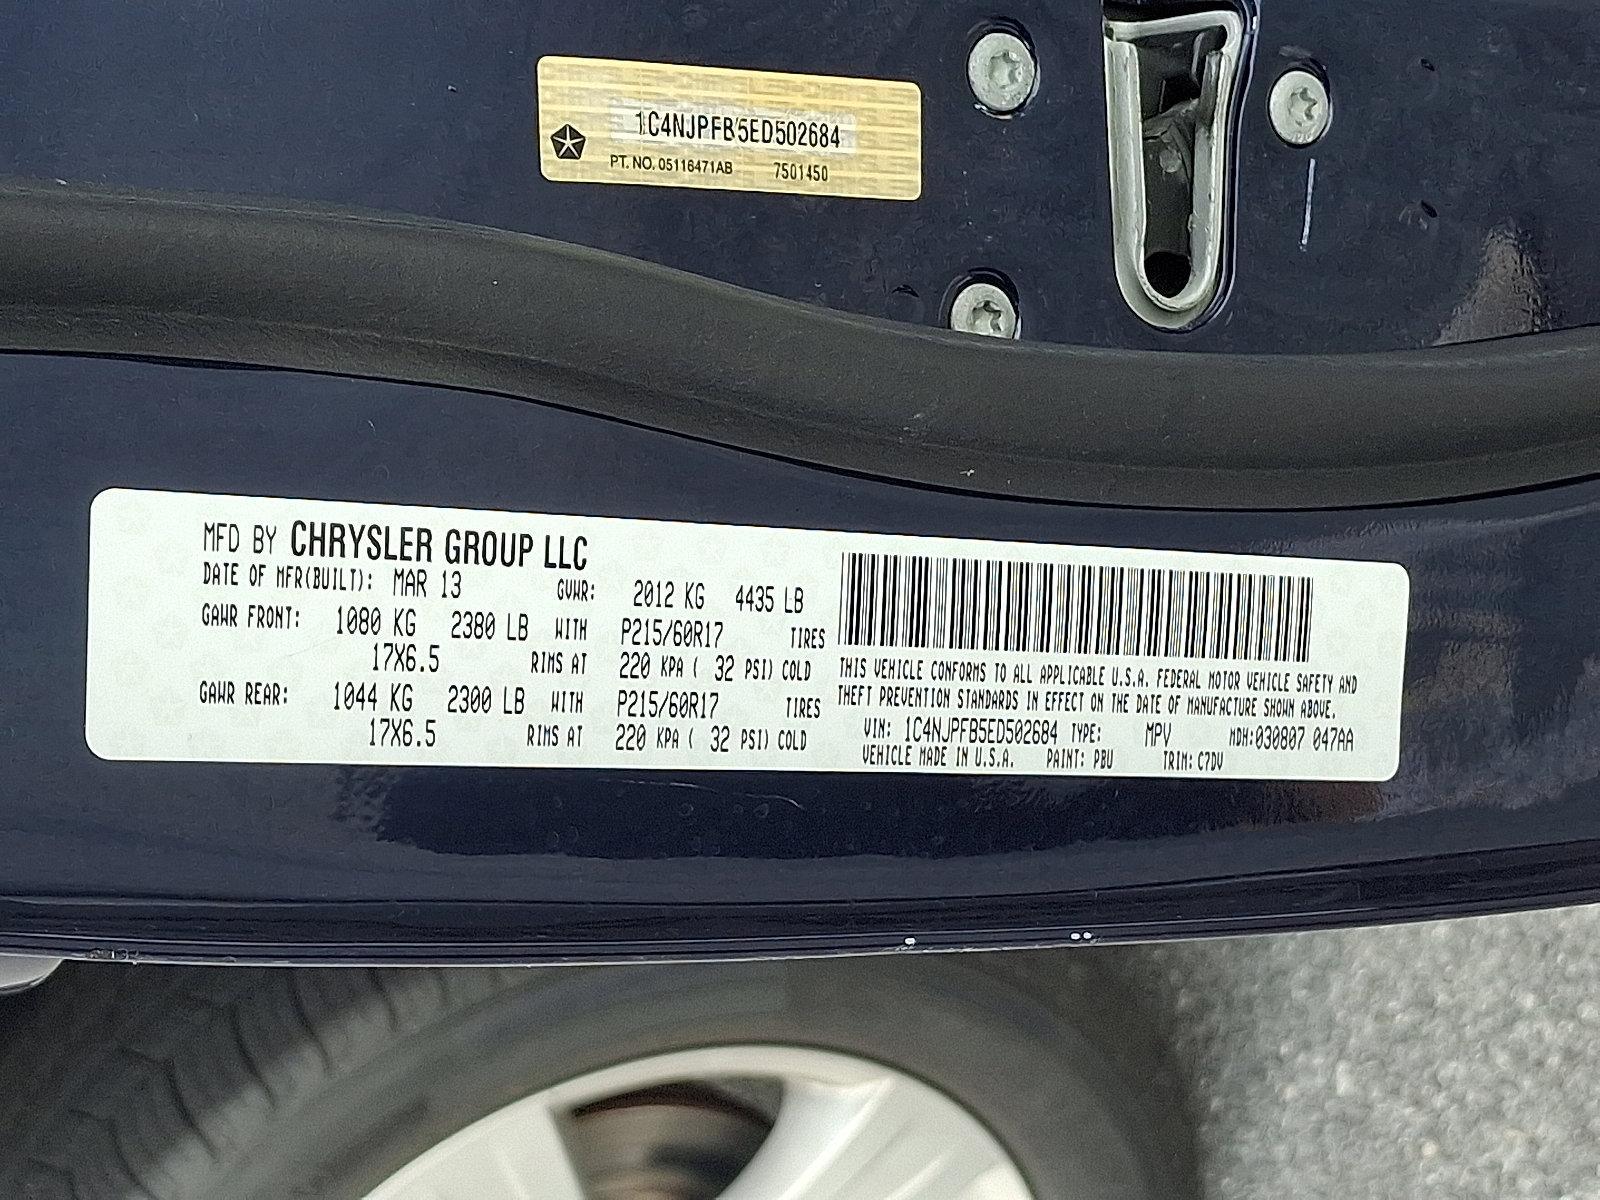 1C4NJPFB5ED502684
PT. NO. 05116471AB 7501450
MFD BY CHRYSLER GROUP LLC
DATE OF MFR(BUILT): MAR 13 GVWR: 2012 KG 4435 LB
GAWR FRONT: 1080 KG 2380 LB WITH P215/60R17 TIRES
17X6.5 RIMS AT 220 KPA ( 32 PSI) COLD
GAWR REAR: 1044 KG 2300 LB WITH P215/60R17 TIRES
17X6.5 RIMS AT 220 KPA ( 32 PSI) COLD
THIS VEHICLE CONFORMS TO ALL APPLICABLE U.S.A. FEDERAL MOTOR VEHICLE SAFETY AND
THEFT PREVENTION STANDARDS IN EFFECT ON THE DATE OF MANUFACTURE SHOWN ABOVE.
VIN: 1C4NJPFB5ED502684 TYPE: MPV MDH:030807 047AA
VEHICLE MADE IN U.S.A. PAINT: PBU TRIM: C7DV